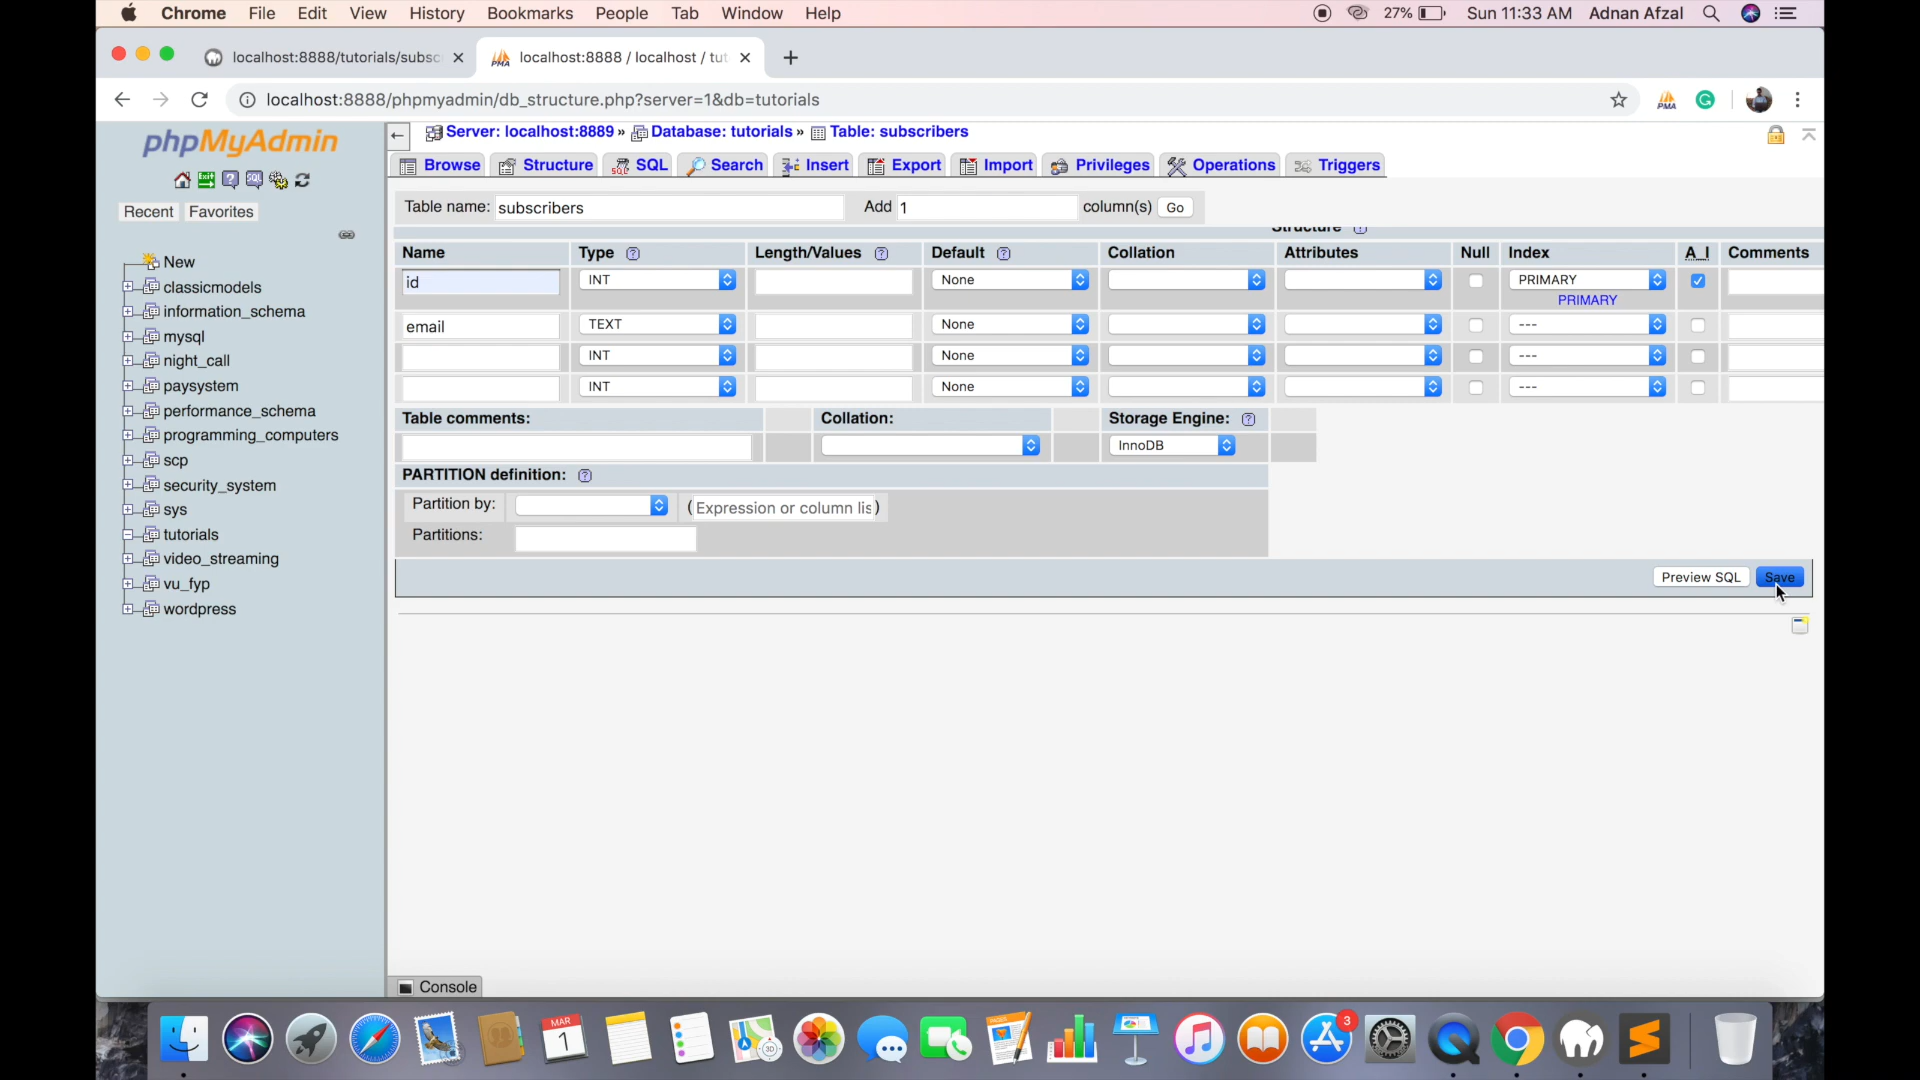 Chrome File Edit View History Bookmarks People Tab Window Help 27% Sun 11:33 AM Adnan Afzal
localhost:8888/tutorials/subsc PMA localhost:8888 / localhost / tut
localhost:8888/phpmyadmin/db_structure.php?server=1&db=tutorials PMA
phpMyAdmin
Recent Favorites
New
classicmodels
information_schema
mysql
night_call
paysystem
performance_schema
programming_computers
scp
security_system
sys
tutorials
video_streaming
vu_fyp
wordpress
Server: localhost:8889 » Database: tutorials » Table: subscribers
Browse Structure SQL Search Insert Export Import Privileges Operations Triggers
Table name: subscribers Add 1 column(s) Go
Structure
Name Type Length/Values Default Collation Attributes Null Index A_I Comments
id INT None PRIMARY
PRIMARY
email TEXT None ---
INT None ---
INT None ---
Table comments: Collation: Storage Engine:
InnoDB
PARTITION definition:
Partition by: (Expression or column lis)
Partitions:
Preview SQL Save
Console
MAR
1
3D
3